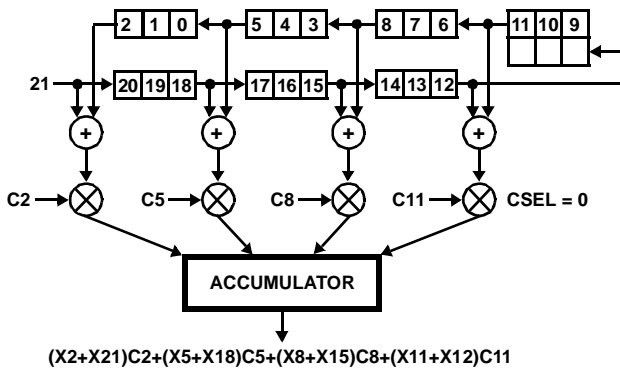 2 1 0 5 4 3 8 7 6 11 10 9
21 20 19 18 17 16 15 14 13 12
+ + + +
C2 C5 C8 C11 CSEL = 0
ACCUMULATOR
(X2+X21)C2+(X5+X18)C5+(X8+X15)C8+(X11+X12)C11